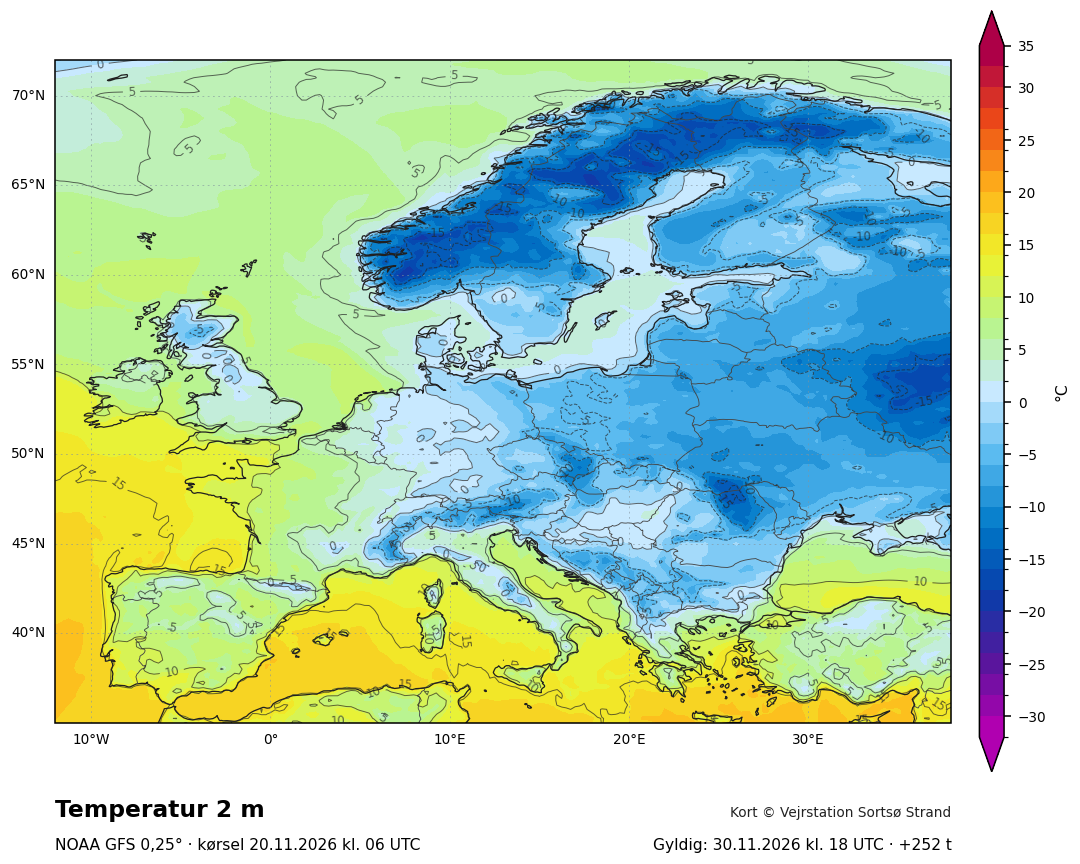 70°N
65°N
60°N
55°N
50°N
45°N
40°N
10°W
0°
10°E
20°E
30°E
35
30
25
20
15
10
5
0
−5
−10
−15
−20
−25
−30
°C
Temperatur 2 m
Kort © Vejrstation Sortsø Strand
NOAA GFS 0,25° · kørsel 20.11.2026 kl. 06 UTC
Gyldig: 30.11.2026 kl. 18 UTC · +252 t